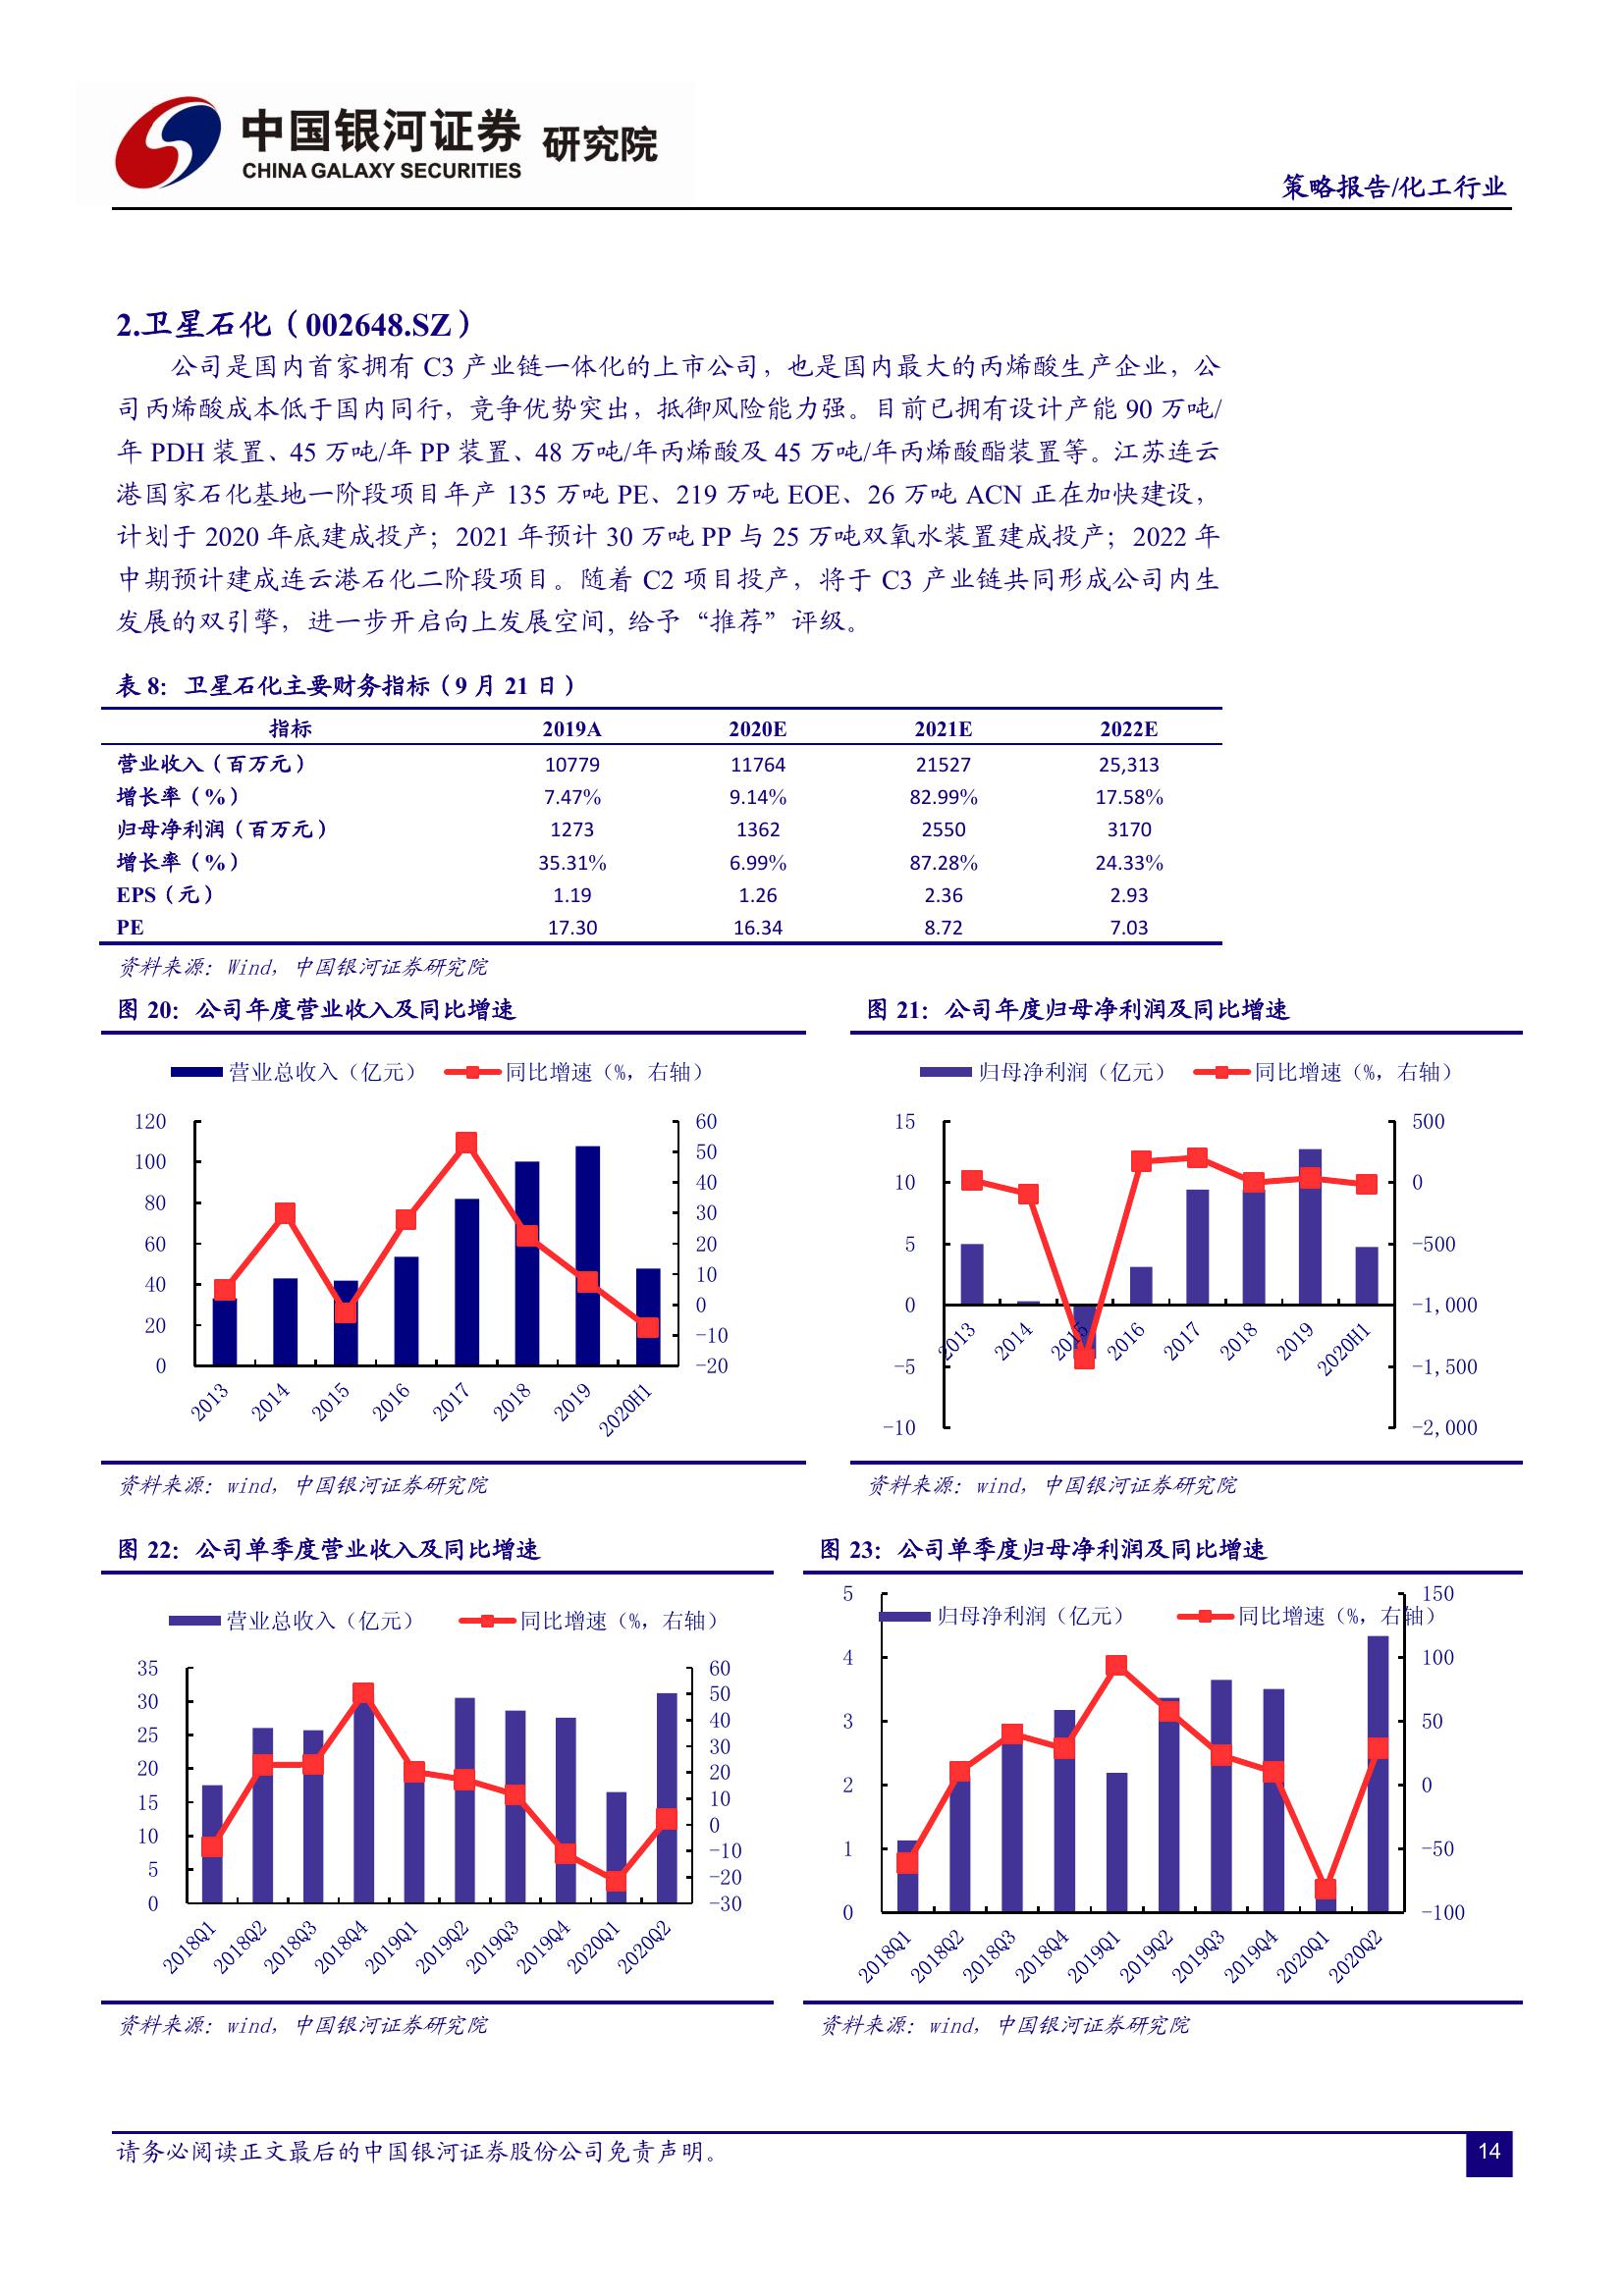 中国银河证券 研究院
CHINA GALAXY SECURITIES
策略报告/化工行业
2.卫星石化（002648.SZ）
公司是国内首家拥有 C3 产业链一体化的上市公司，也是国内最大的丙烯酸生产企业，公
司丙烯酸成本低于国内同行，竞争优势突出，抵御风险能力强。目前已拥有设计产能 90 万吨/
年 PDH 装置、45 万吨/年 PP 装置、48 万吨/年丙烯酸及 45 万吨/年丙烯酸酯装置等。江苏连云
港国家石化基地一阶段项目年产 135 万吨 PE、219 万吨 EOE、26 万吨 ACN 正在加快建设，
计划于 2020 年底建成投产；2021 年预计 30 万吨 PP 与 25 万吨双氧水装置建成投产；2022 年
中期预计建成连云港石化二阶段项目。随着 C2 项目投产，将于 C3 产业链共同形成公司内生
发展的双引擎，进一步开启向上发展空间, 给予“推荐”评级。
表 8：卫星石化主要财务指标（9 月 21 日）
指标 2019A 2020E 2021E 2022E
营业收入（百万元） 10779 11764 21527 25,313
增长率（%） 7.47% 9.14% 82.99% 17.58%
归母净利润（百万元） 1273 1362 2550 3170
增长率（%） 35.31% 6.99% 87.28% 24.33%
EPS（元） 1.19 1.26 2.36 2.93
PE 17.30 16.34 8.72 7.03
资料来源：Wind，中国银河证券研究院
图 20：公司年度营业收入及同比增速
营业总收入（亿元） 同比增速（%，右轴）
120 60
50
100 40
80 30
60 20
10
40 0
20 -10
0 -20
2013 2014 2015 2016 2017 2018 2019 2020H1
资料来源：wind，中国银河证券研究院
图 21：公司年度归母净利润及同比增速
归母净利润（亿元） 同比增速（%，右轴）
15 500
10 0
5 -500
0 -1,000
2013 2014 2015 2016 2017 2018 2019 2020H1
-5 -1,500
-10 -2,000
资料来源：wind，中国银河证券研究院
图 22：公司单季度营业收入及同比增速
营业总收入（亿元） 同比增速（%，右轴）
35 60
30 50
40
25 30
20 20
15 10
0
10 -10
5 -20
0 -30
2018Q1 2018Q2 2018Q3 2018Q4 2019Q1 2019Q2 2019Q3 2019Q4 2020Q1 2020Q2
资料来源：wind，中国银河证券研究院
图 23：公司单季度归母净利润及同比增速
5 150
归母净利润（亿元） 同比增速（%，右轴）
4 100
3 50
2 0
1 -50
0 -100
2018Q1 2018Q2 2018Q3 2018Q4 2019Q1 2019Q2 2019Q3 2019Q4 2020Q1 2020Q2
资料来源：wind，中国银河证券研究院
请务必阅读正文最后的中国银河证券股份公司免责声明。
14